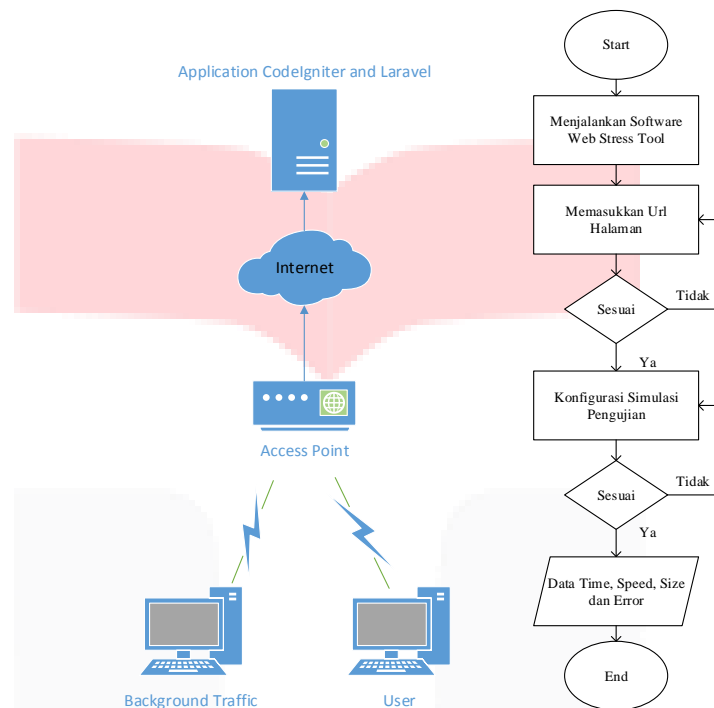 Application CodeIgniter and Laravel
Internet
Access Point
Background Traffic
User
Start
Menjalankan Software
Web Stress Tool
Memasukkan Url
Halaman
Sesuai
Tidak
Ya
Konfigurasi Simulasi
Pengujian
Sesuai
Tidak
Ya
Data Time, Speed, Size
dan Error
End